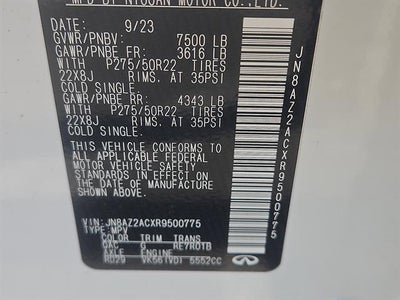 MFD BY NISSAN MOTOR CO.,LTD.
DATE: 9/23
GVWR/PNBV: 7500 LB
GAWR/PNBE FR: 3616 LB
WITH P275/50R22 TIRES
22X8J RIMS. AT 35PSI
COLD SINGLE.
GAWR/PNBE RR 4343 LB
WITH P275/50R22 TIRES
22X8J RIMS. AT 35PSI
COLD SINGLE.
THIS VEHICLE CONFORMS TO
ALL APPLICABLE FEDERAL
MOTOR VEHICLE SAFETY
STANDARDS IN EFFECT ON
THE DATE OF MANUFACTURE
SHOWN ABOVE.
VIN: JN8AZ2ACXR9500775
TYPE: MPV
COLOR TRIM TRANS
QAC G RE7R01B
AXLE ENGINE
RD29 VK56(VD) 5552CC
JN8AZ2ACXR9500775